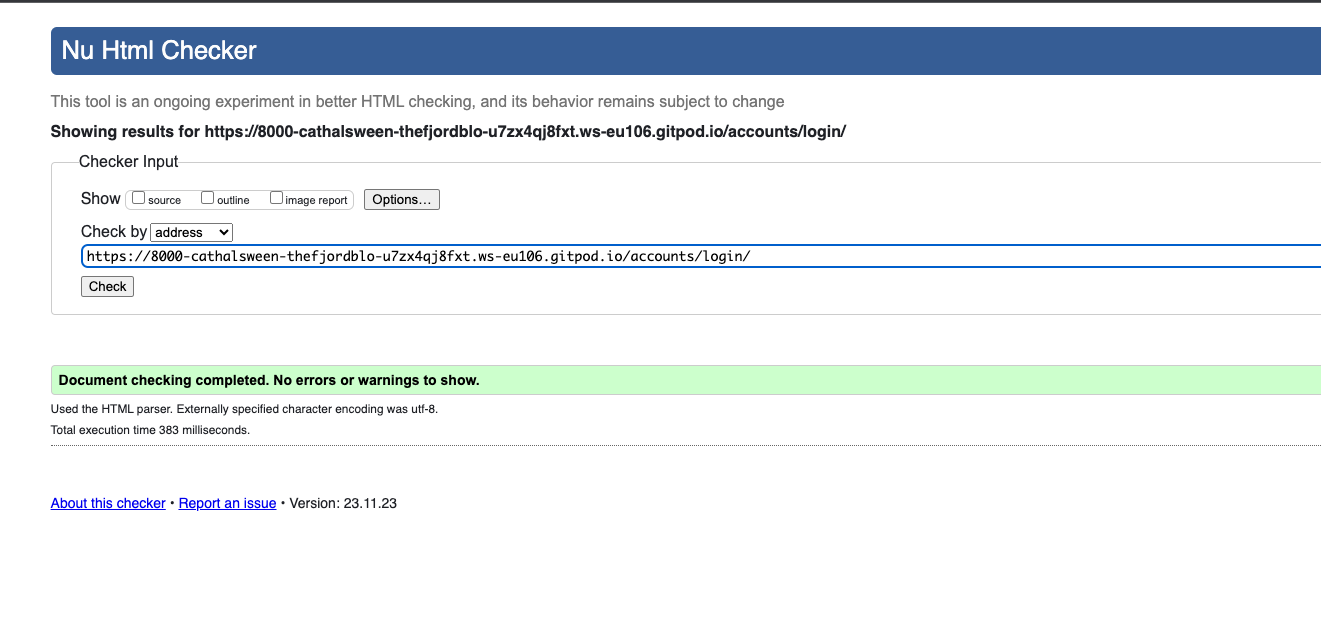 Nu Html Checker
This tool is an ongoing experiment in better HTML checking, and its behavior remains subject to change
Showing results for https://8000-cathalsween-thefjordblo-u7zx4qj8fxt.ws-eu106.gitpod.io/accounts/login/
Checker Input
Show source outline image report Options...
Check by address
https://8000-cathalsween-thefjordblo-u7zx4qj8fxt.ws-eu106.gitpod.io/accounts/login/
Check
Document checking completed. No errors or warnings to show.
Used the HTML parser. Externally specified character encoding was utf-8.
Total execution time 383 milliseconds.
About this checker • Report an issue • Version: 23.11.23